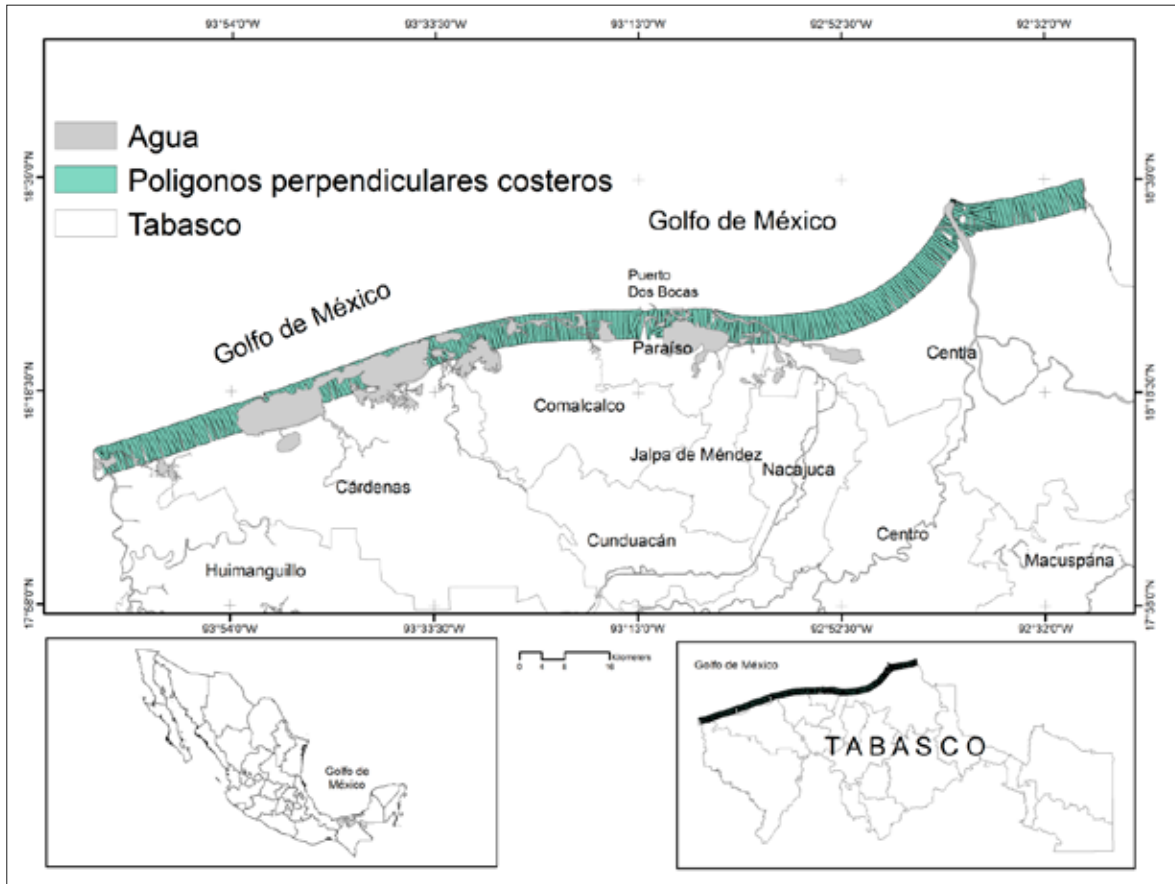 93°54'0"W 93°33'30"W 93°13'0"W 92°52'30"W 92°32'0"W
Agua
Poligonos perpendiculares costeros
Tabasco
Golfo de México
Golfo de México
Puerto
Dos Bocas
Paraíso
Centla
Comalcalco
Jalpa de Méndez
Nacajuca
Cárdenas
Cunduacán
Centro
Macuspána
Huimanguillo
93°54'0"W 93°33'30"W 93°13'0"W 92°52'30"W 92°32'0"W
Kilometers
Golfo de
México
Golfo de México
TABASCO